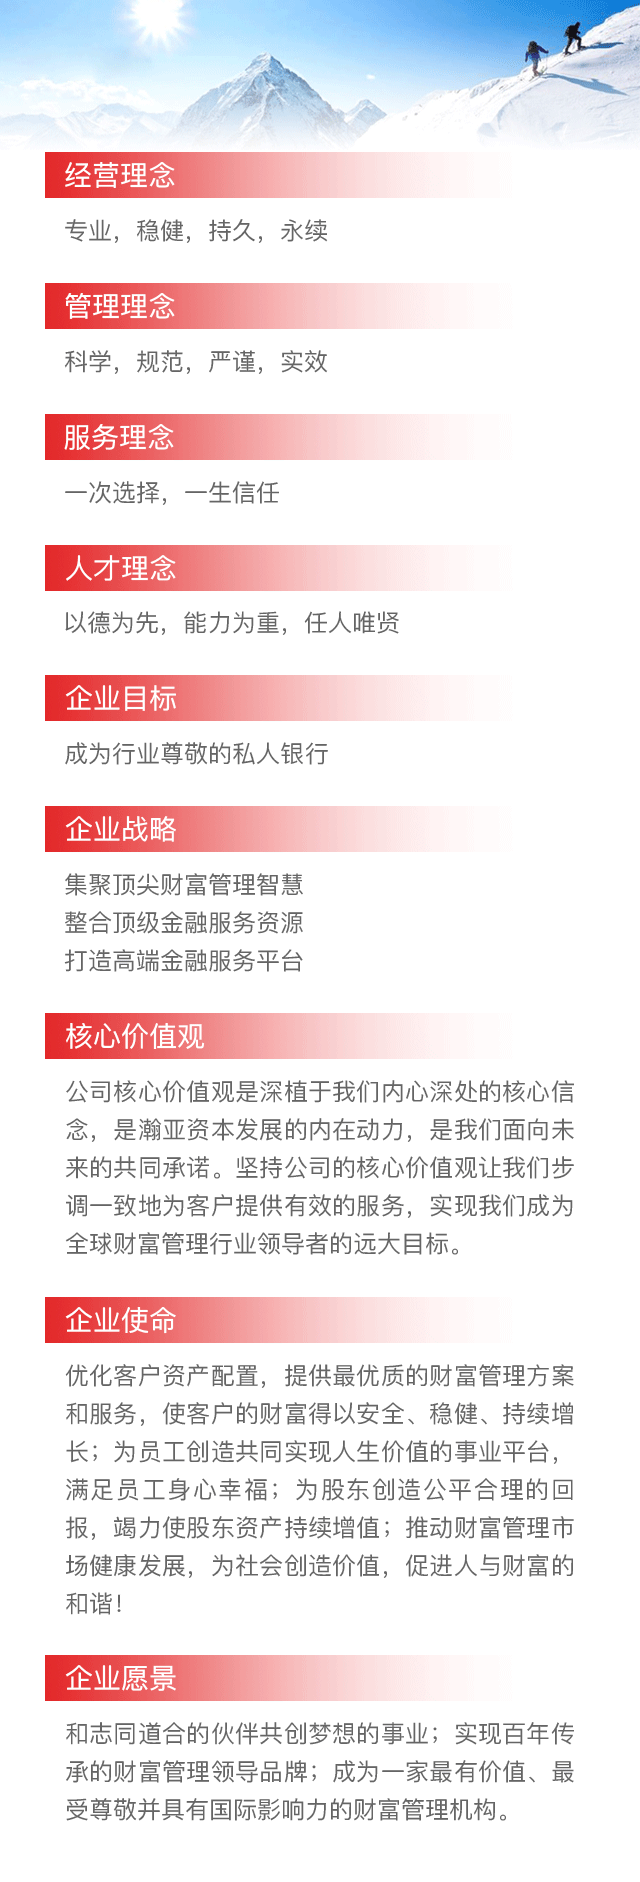 经营理念
专业，稳健，持久，永续
管理理念
科学，规范，严谨，实效
服务理念
一次选择，一生信任
人才理念
以德为先，能力为重，任人唯贤
企业目标
成为行业尊敬的私人银行
企业战略
集聚顶尖财富管理智慧
整合顶级金融服务资源
打造高端金融服务平台
核心价值观
公司核心价值观是深植于我们内心深处的核心信
念，是瀚亚资本发展的内在动力，是我们面向未
来的共同承诺。坚持公司的核心价值观让我们步
调一致地为客户提供有效的服务，实现我们成为
全球财富管理行业领导者的远大目标。
企业使命
优化客户资产配置，提供最优质的财富管理方案
和服务，使客户的财富得以安全、稳健、持续增
长；为员工创造共同实现人生价值的事业平台，
满足员工身心幸福；为股东创造公平合理的回
报，竭力使股东资产持续增值；推动财富管理市
场健康发展，为社会创造价值，促进人与财富的
和谐！
企业愿景
和志同道合的伙伴共创梦想的事业；实现百年传
承的财富管理领导品牌；成为一家最有价值、最
受尊敬并具有国际影响力的财富管理机构。